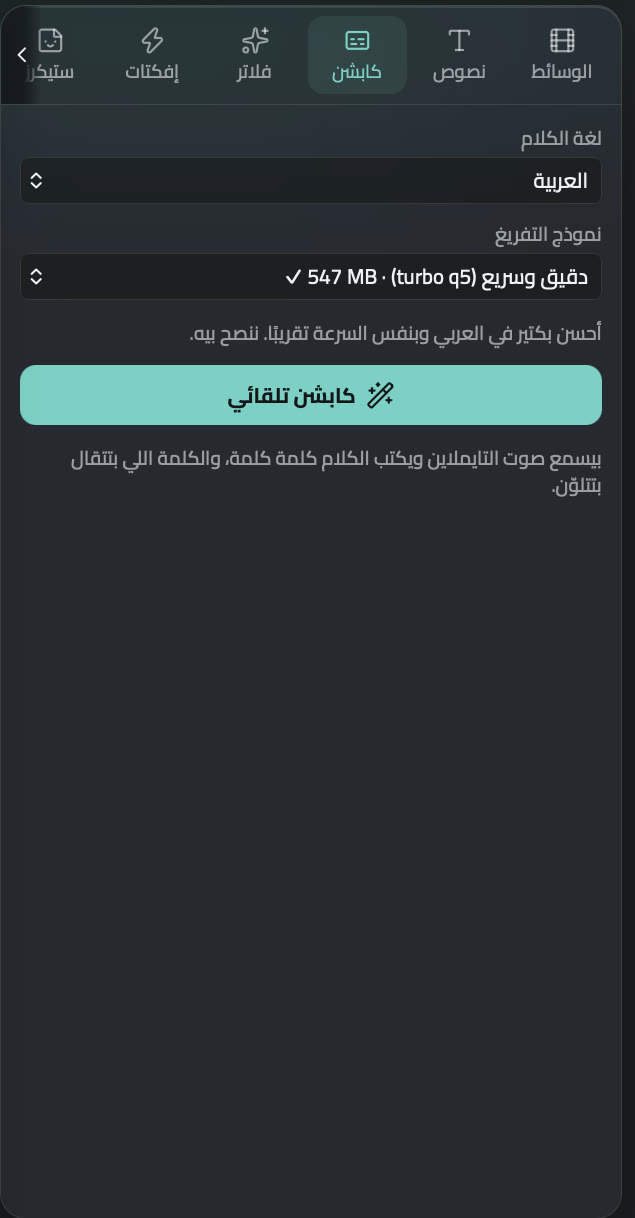 الوسائط
نصوص
كابشن
فلاتر
إفكتات
ستيكرز
لغة الكلام
العربية
نموذج التفريغ
دقيق وسريع (turbo q5) · 547 MB ✓
أحسن بكتير في العربي وبنفس السرعة تقريبًا. ننصح بيه.
كابشن تلقائي
بيسمع صوت التايملاين ويكتب الكلام كلمة كلمة، والكلمة اللي بتتقال
بتتلوّن.